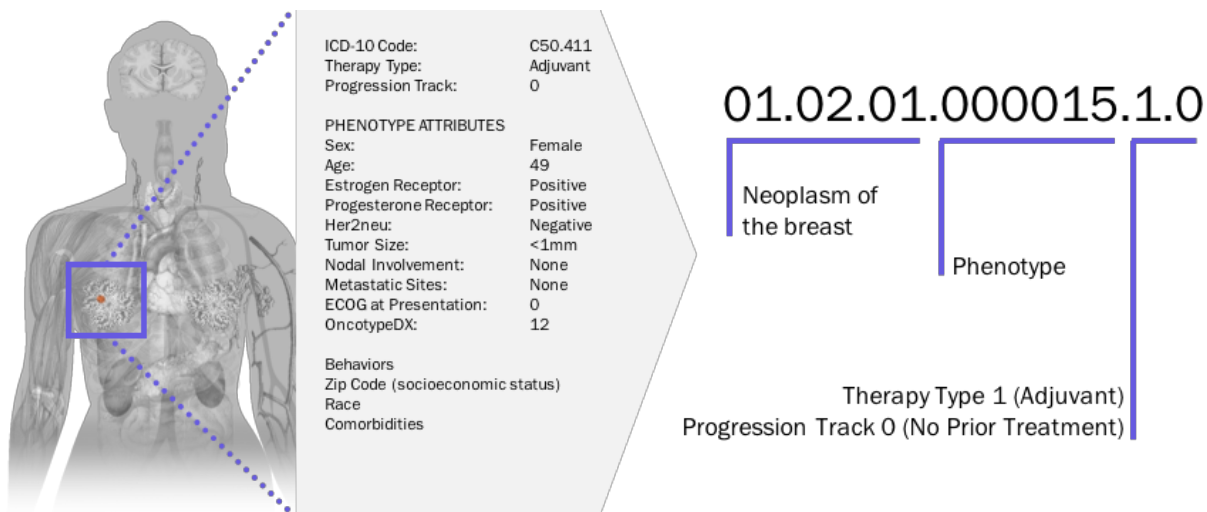 ICD-10 Code: C50.411
Therapy Type: Adjuvant
Progression Track: 0
PHENOTYPE ATTRIBUTES
Sex: Female
Age: 49
Estrogen Receptor: Positive
Progesterone Receptor: Positive
Her2neu: Negative
Tumor Size: <1mm
Nodal Involvement: None
Metastatic Sites: None
ECOG at Presentation: 0
OncotypeDX: 12
Behaviors
Zip Code (socioeconomic status)
Race
Comorbidities
01.02.01.000015.1.0
Neoplasm of
the breast
Phenotype
Therapy Type 1 (Adjuvant)
Progression Track 0 (No Prior Treatment)